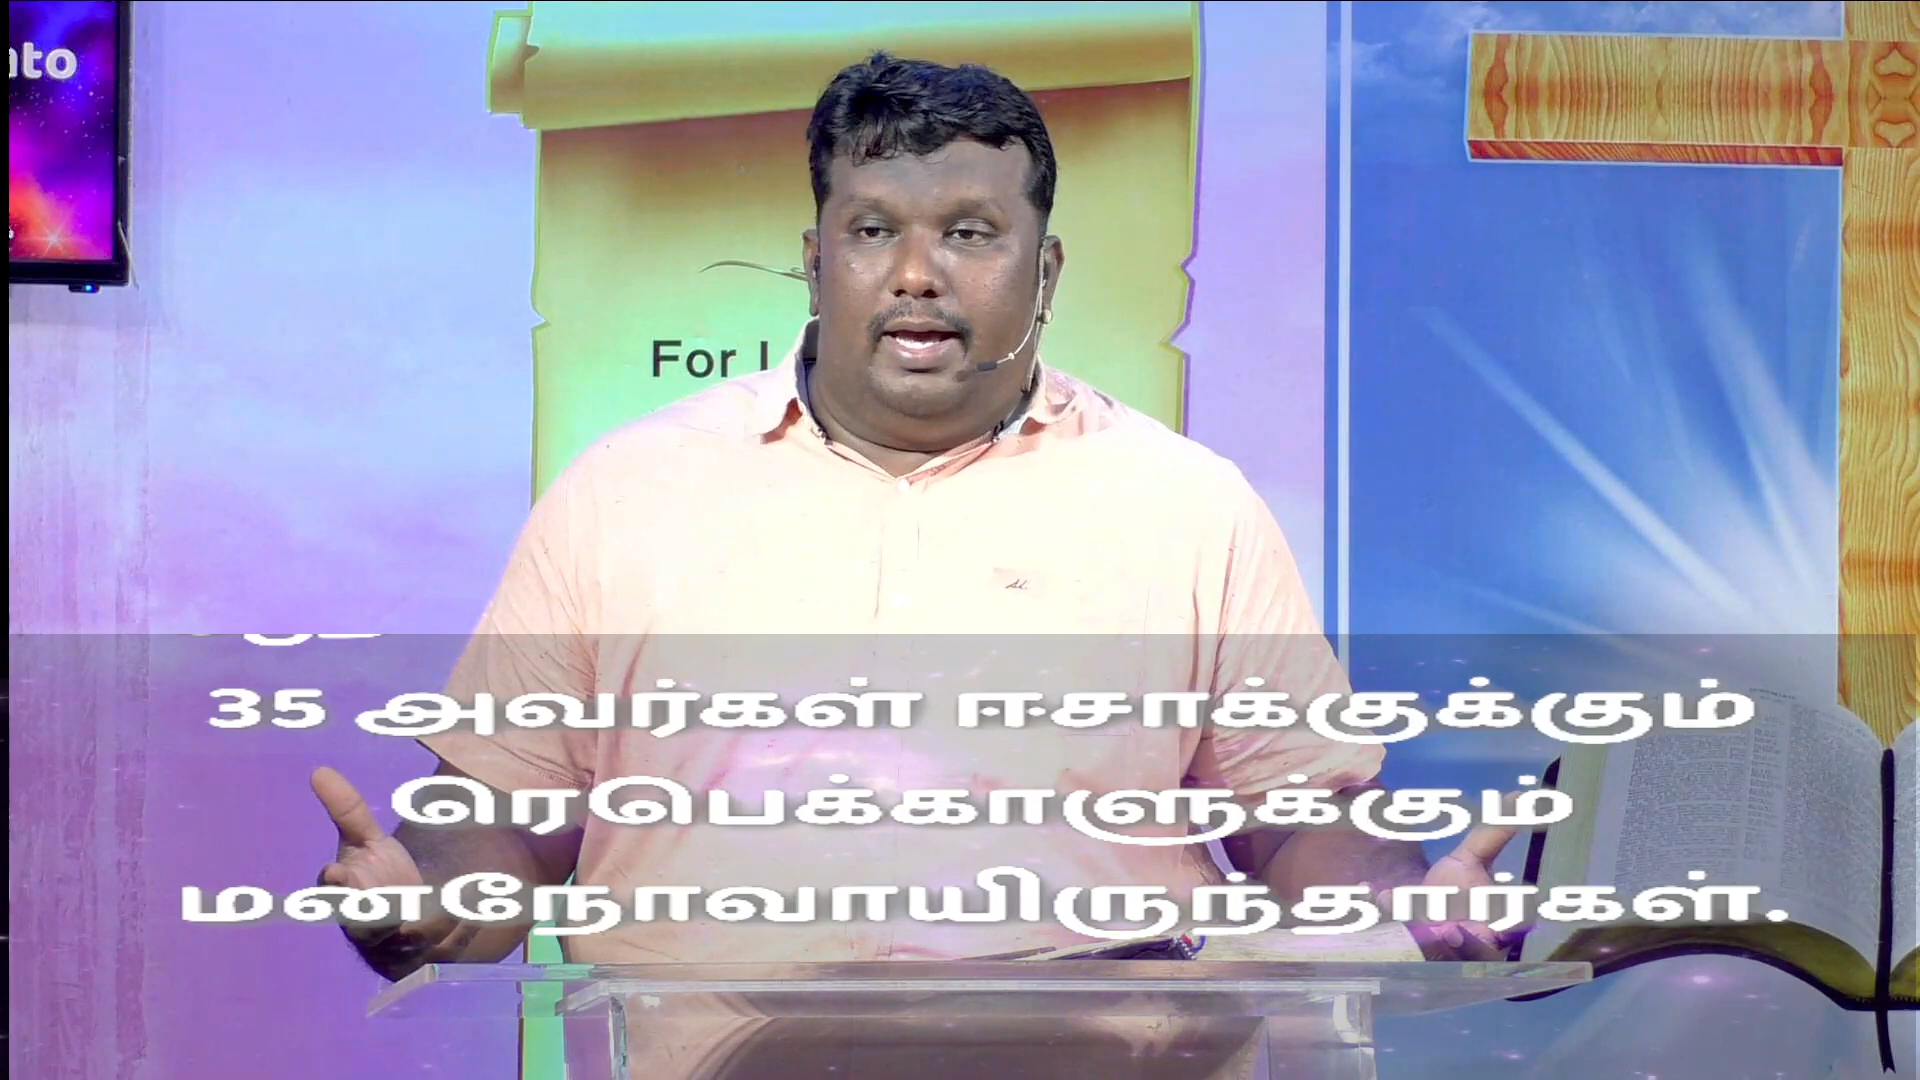 For
35 அவர்கள் ஈசாக்குக்கும்
ரெபெக்காளுக்கும்
மனநோவாயிருந்தார்கள்.